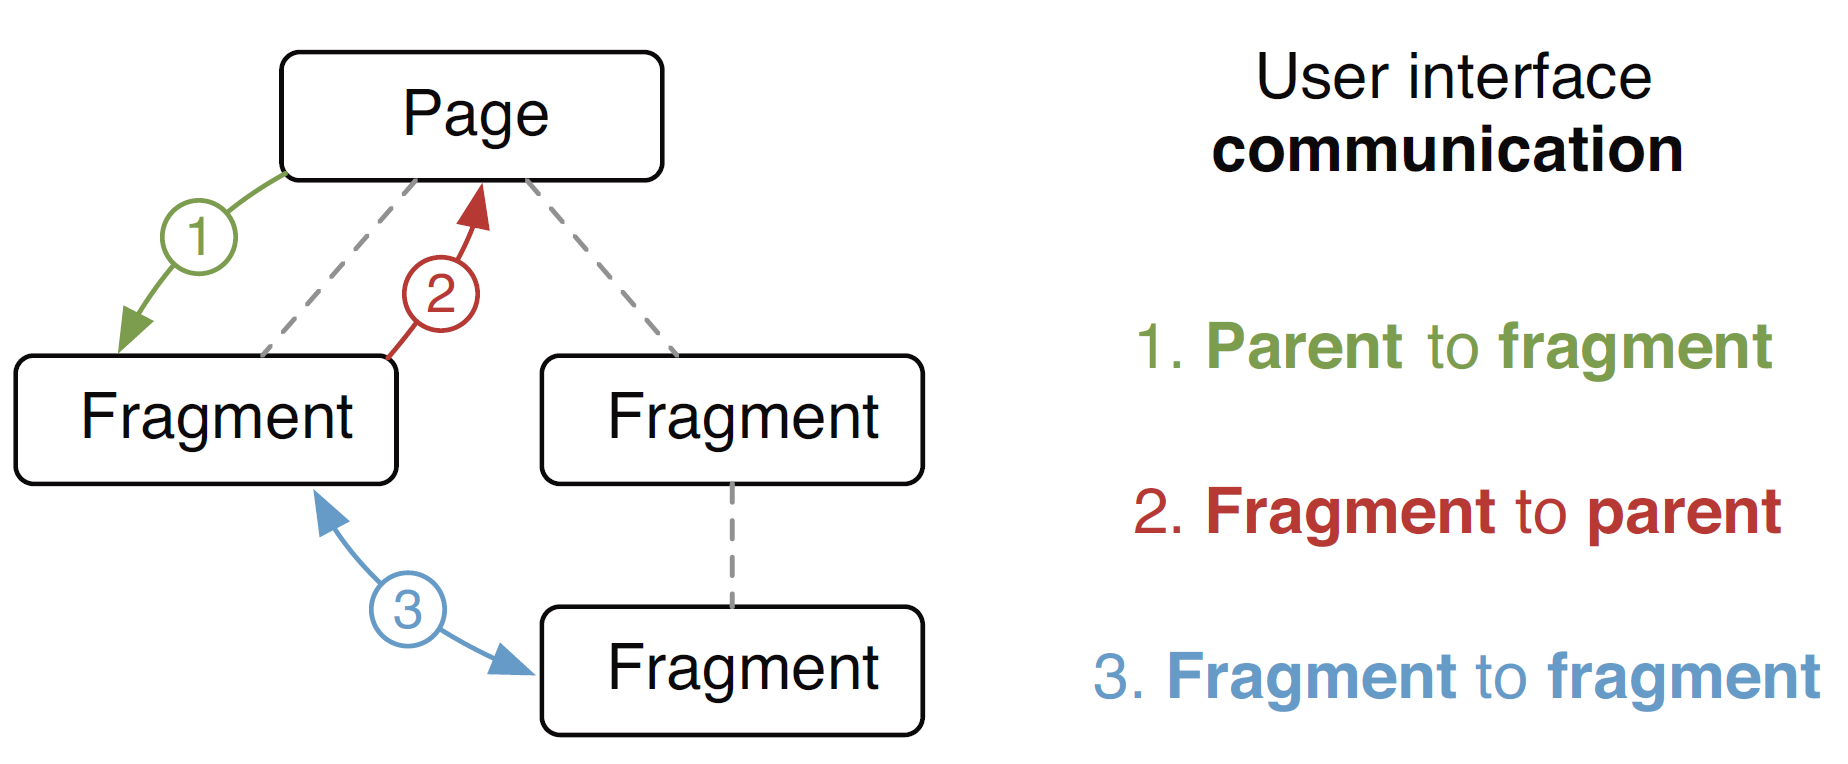 Page
1
2
Fragment
Fragment
3
Fragment
User interface
communication
1. Parent to fragment
2. Fragment to parent
3. Fragment to fragment